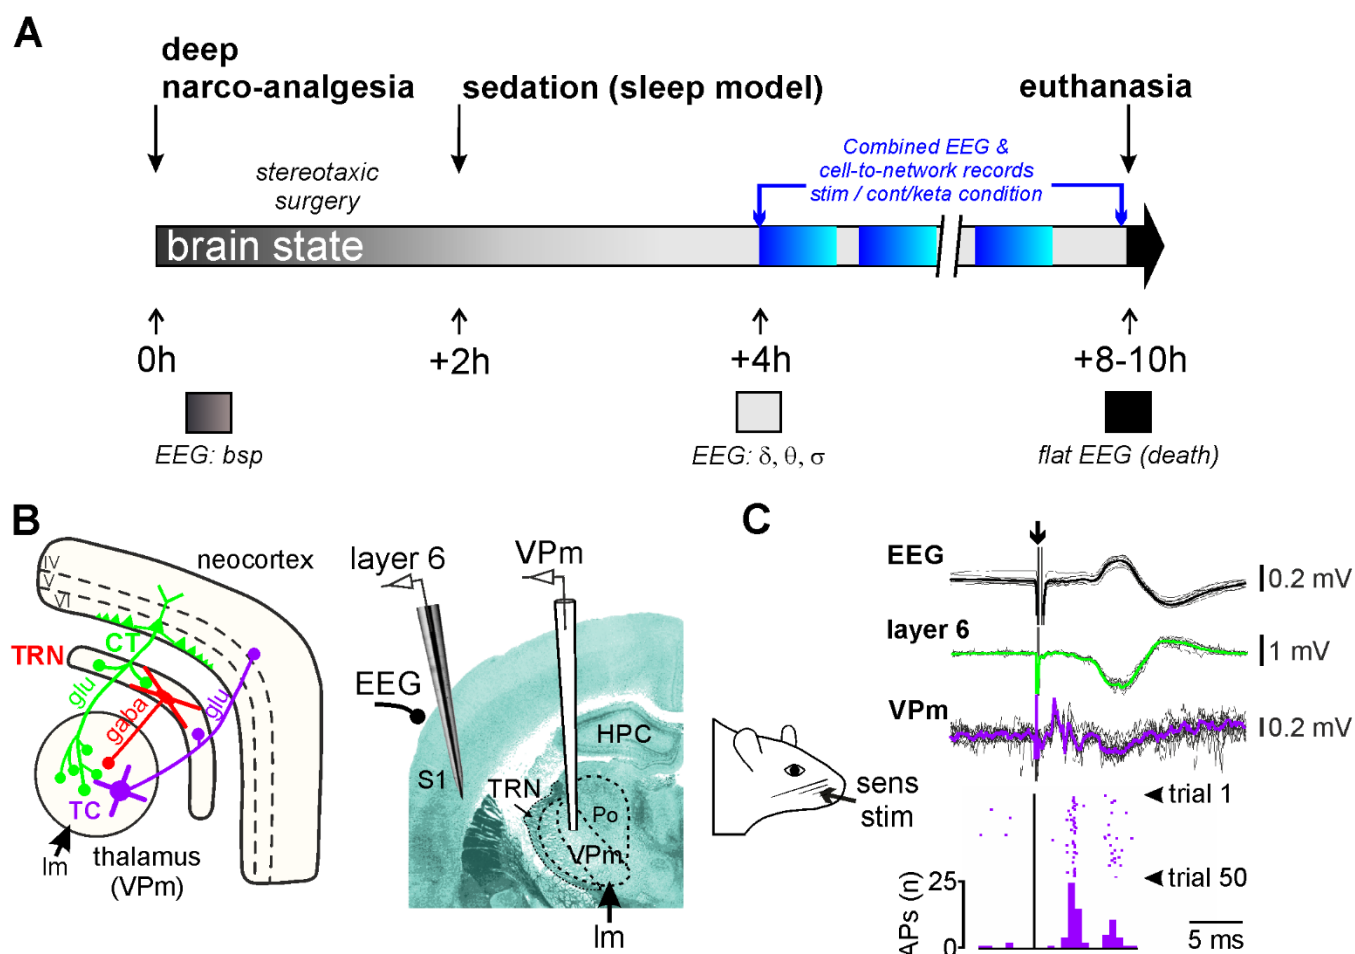 A
deep
narco-analgesia
sedation (sleep model)
euthanasia
stereotaxic
surgery
Combined EEG &
cell-to-network records
stim / cont/keta condition
brain state
0h
+2h
+4h
+8-10h
EEG: bsp
EEG: δ, θ, σ
flat EEG (death)
B
neocortex
IV
V
VI
CT
TRN
glu
gaba
glu
TC
lm
thalamus
(VPm)
layer 6
VPm
EEG
HPC
S1
TRN
Po
VPm
lm
C
EEG
0.2 mV
layer 6
1 mV
VPm
0.2 mV
sens
stim
trial 1
trial 50
25
APs (n)
0
5 ms